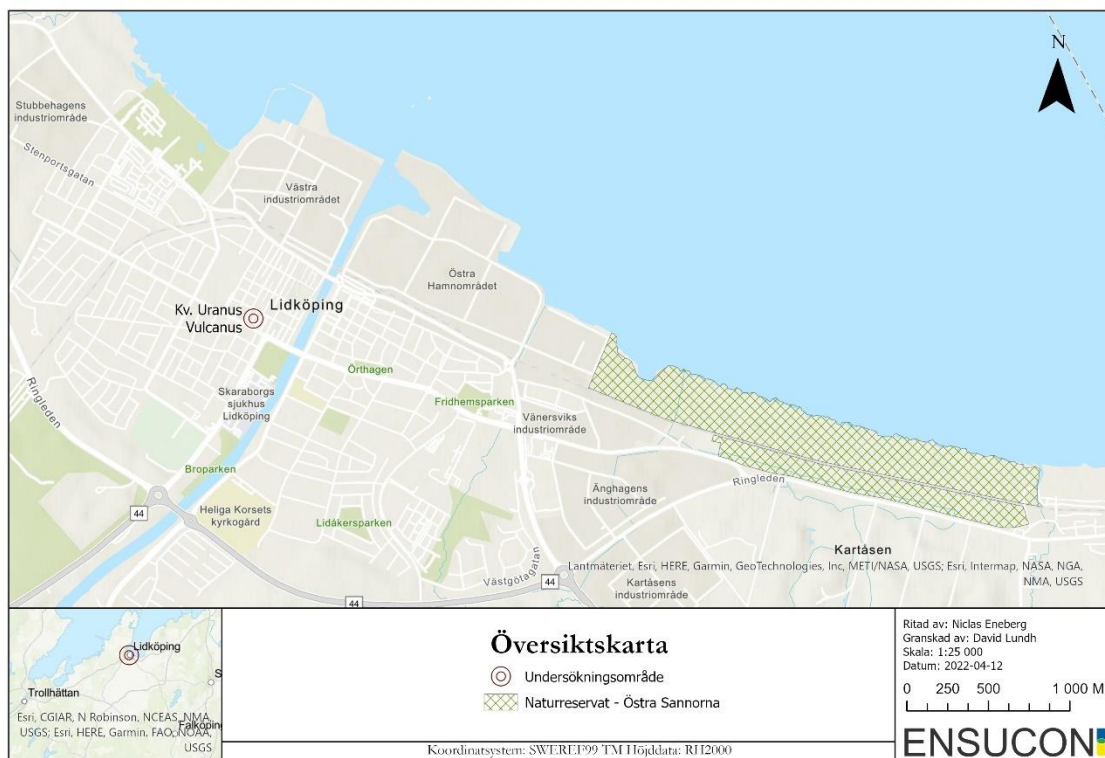 N
Stubbehagens
industriområde
Stenportsgatan
Västra
industriområdet
Östra
Hamnområdet
Kv. Uranus
Vulcanus
Lidköping
Ringleden
Skaraborgs
sjukhus
Lidköping
Örthagen
Fridhemsparken
Vänersviks
industriområde
Broparken
44
Heliga Korsets
kyrkogård
Lidåkersparken
Änghagens
industriområde
Ringleden
Kartåsen
Västgötagatan
44
44
Kartåsens
industriområde
Lantmäteriet, Esri, HERE, Garmin, GeoTechnologies, Inc, METI/NASA, USGS; Esri, Intermap, NASA, NGA,
NMA, USGS
Lidköping
Trollhättan
S
Falköping
Esri, CGIAR, N Robinson, NCEAS, NMA,
USGS; Esri, HERE, Garmin, FAO, NOAA,
USGS
Översiktskarta
Undersökningsområde
Naturreservat - Östra Sannorna
Koordinatsystem: SWEREF99 TM Höjddata: RH2000
Ritad av: Niclas Eneberg
Granskad av: David Lundh
Skala: 1:25 000
Datum: 2022-04-12
0 250 500 1 000 M
ENSUCON